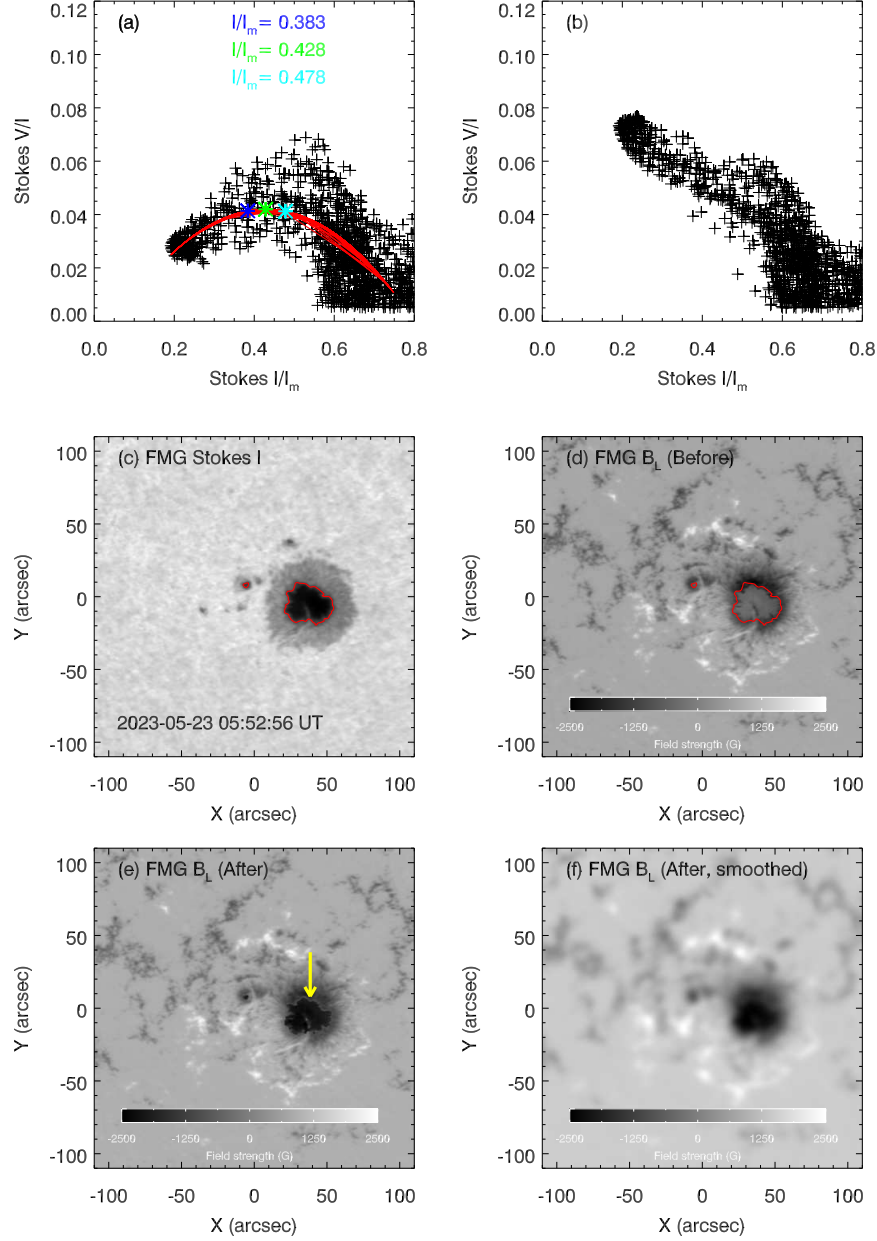 (a)
I/Im= 0.383
I/Im= 0.428
I/Im= 0.478
Stokes V/I
0.12
0.10
0.08
0.06
0.04
0.02
0.00
0.0 0.2 0.4 0.6 0.8
Stokes I/Im
(b)
Stokes V/I
0.12
0.10
0.08
0.06
0.04
0.02
0.00
0.0 0.2 0.4 0.6 0.8
Stokes I/Im
(c) FMG Stokes I
Y (arcsec)
100
50
0
-50
-100
2023-05-23 05:52:56 UT
-100 -50 0 50 100
X (arcsec)
(d) FMG BL (Before)
Y (arcsec)
100
50
0
-50
-100
-2500 -1250 0 1250 2500
Field strength (G)
-100 -50 0 50 100
X (arcsec)
(e) FMG BL (After)
Y (arcsec)
100
50
0
-50
-100
-2500 -1250 0 1250 2500
Field strength (G)
-100 -50 0 50 100
X (arcsec)
(f) FMG BL (After, smoothed)
Y (arcsec)
100
50
0
-50
-100
-2500 -1250 0 1250 2500
Field strength (G)
-100 -50 0 50 100
X (arcsec)